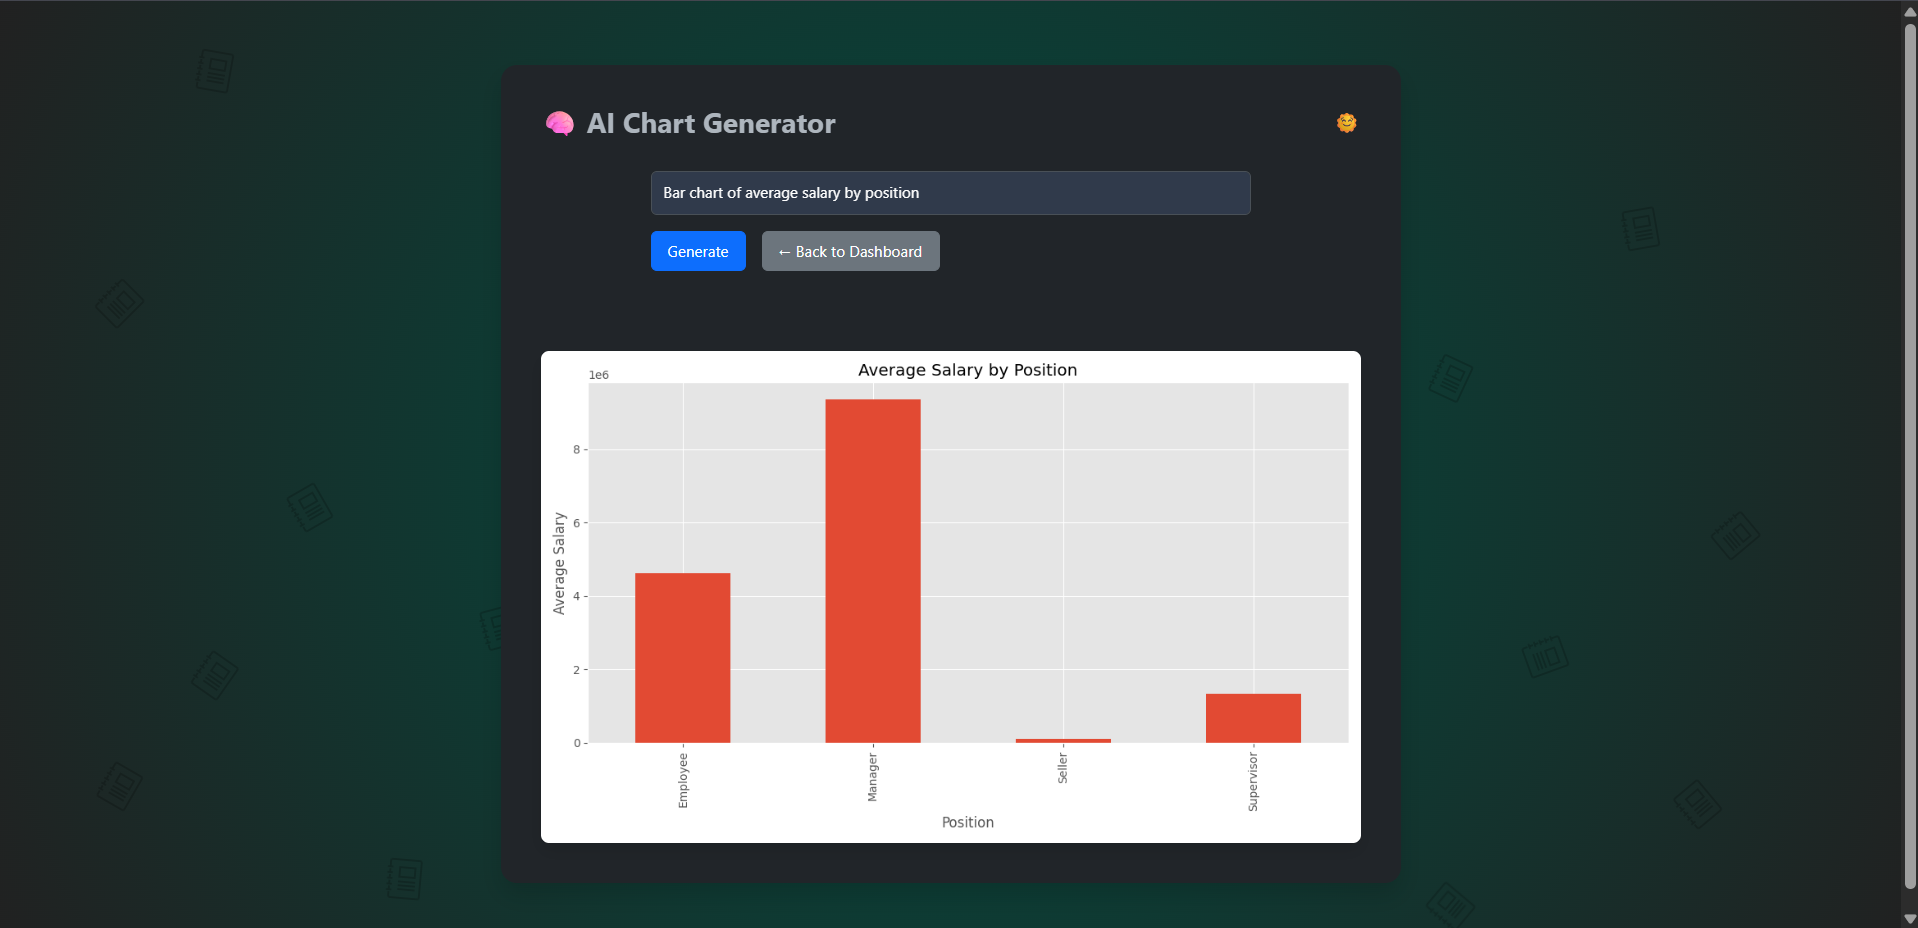 AI Chart Generator
Bar chart of average salary by position
Generate
← Back to Dashboard
Average Salary by Position
1e6
8
6
4
2
0
Average Salary
Employee
Manager
Seller
Supervisor
Position